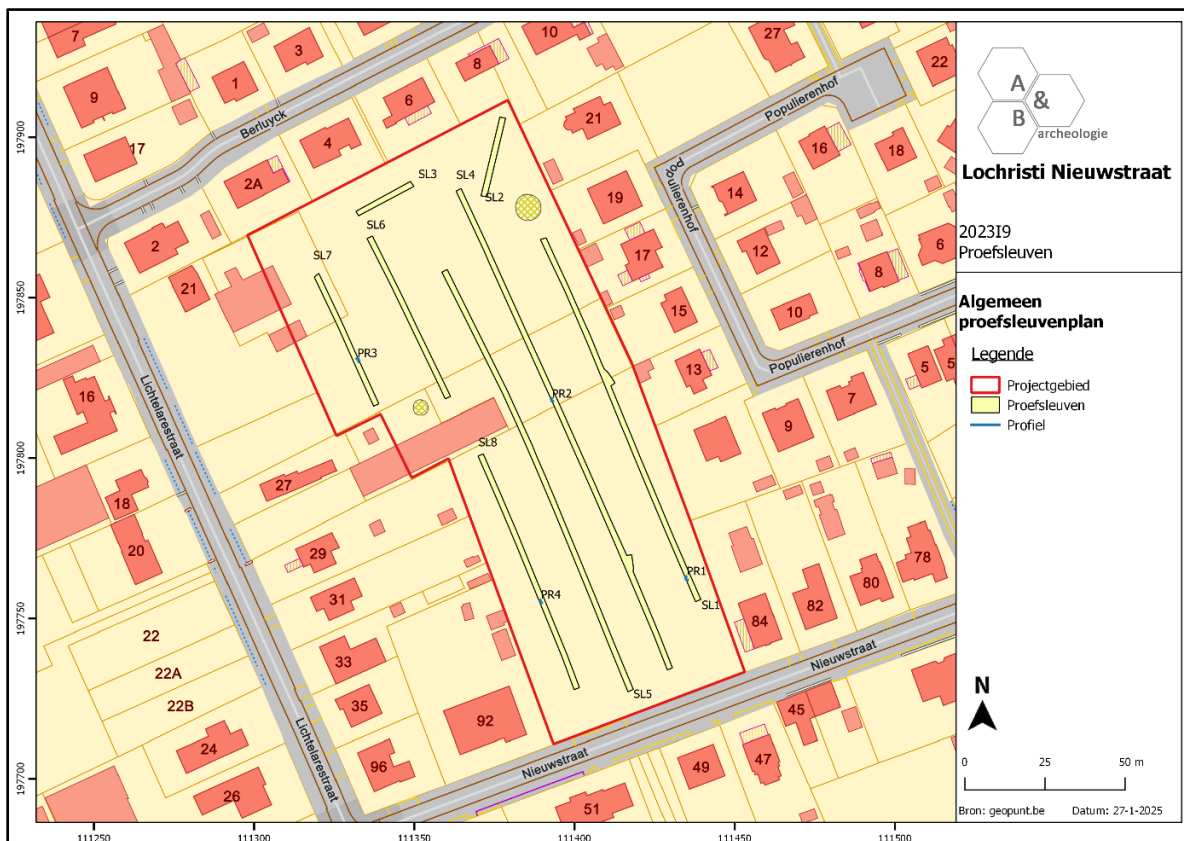 7
3
10
27
22
9
1
8
6
17
Berluyck
4
21
Populierenhof
16
18
2A
SL3
SL4
SL2
Populierenhof
14
19
2
SL6
12
17
6
SL7
21
8
15
10
Lichtelarestraat
PR3
13
Populierenhof
5
5
16
PR2
7
9
SL8
27
18
20
29
78
PR1
31
PR4
SL1
80
82
84
22
33
22A
Nieuwstraat
22B
35
SL5
92
45
24
Lichtelarestraat
96
Nieuwstraat
49
47
26
51
197900
197850
197800
197750
197700
111250
111300
111350
111400
111450
111500
A
&
B
archeologie
Lochristi Nieuwstraat
2023I9
Proefsleuven
Algemeen
proefsleuvenplan
Legende
Projectgebied
Proefsleuven
Profiel
N
0 25 50 m
Bron: geopunt.be Datum: 27-1-2025